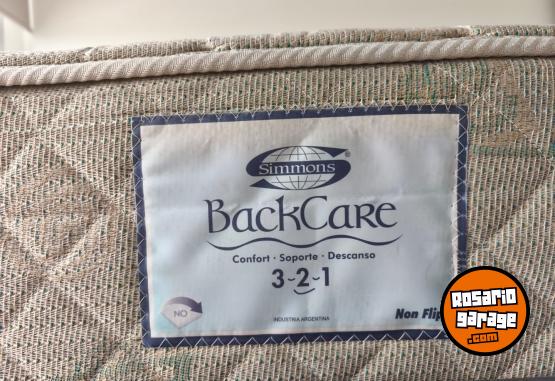 Simmons®
BackCare
Confort · Soporte · Descanso
3-2-1
NO
INDUSTRIA ARGENTINA
Non Flip
ROSARIO
garage
.com